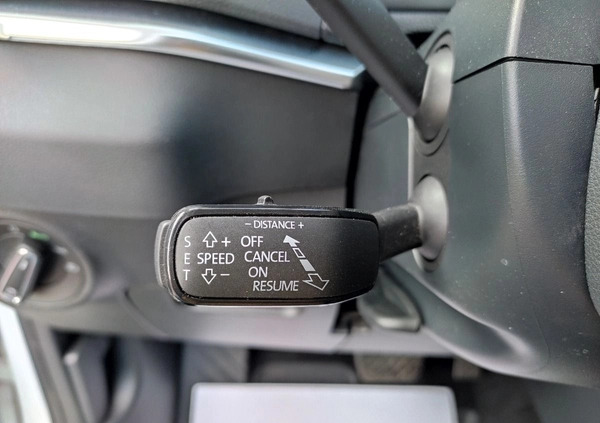 - DISTANCE +
S + OFF
E SPEED CANCEL
T - ON
RESUME